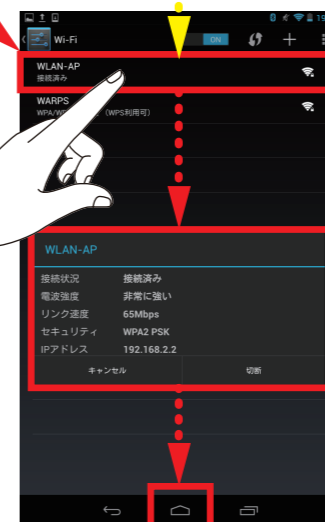 Wi-Fi
ON
WLAN-AP
接続済み
WARPS
（WPS利用可）
WLAN-AP
接続状況 接続済み
電波強度 非常に強い
リンク速度 65Mbps
セキュリティ WPA2 PSK
IPアドレス 192.168.2.2
キャンセル 切断